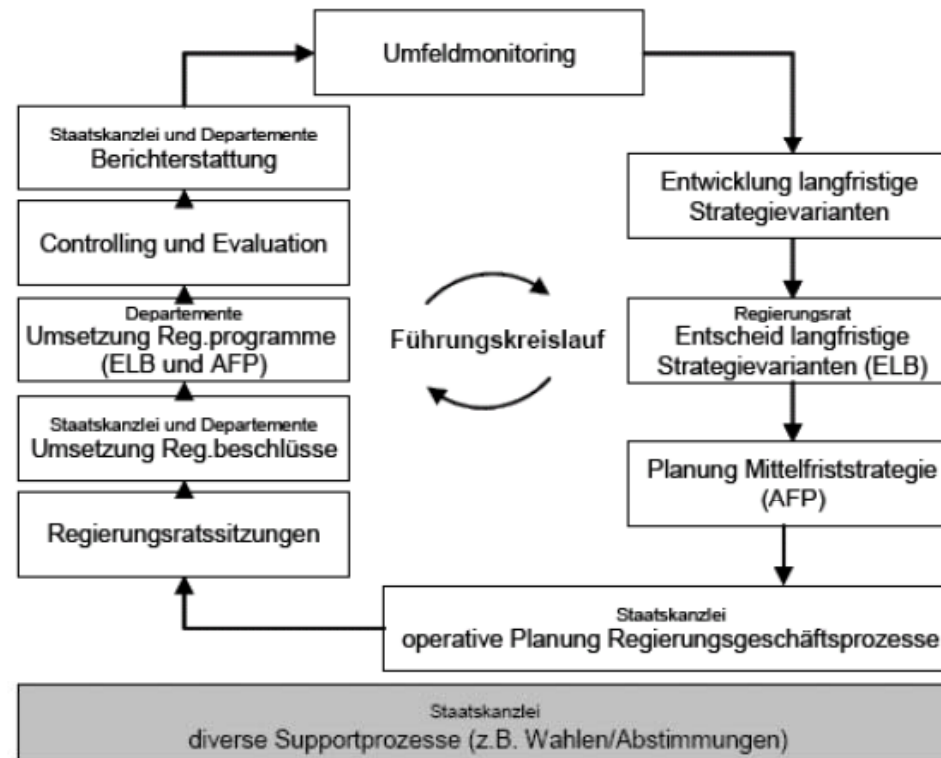 Umfeldmonitoring
Staatskanzlei und Departemente
Berichterstattung
Controlling und Evaluation
Departemente
Umsetzung Reg.programme
(ELB und AFP)
Staatskanzlei und Departemente
Umsetzung Reg.beschlüsse
Regierungsratssitzungen
Führungskreislauf
Entwicklung langfristige
Strategievarianten
Regierungsrat
Entscheid langfristige
Strategievarianten (ELB)
Planung Mittelfriststrategie
(AFP)
Staatskanzlei
operative Planung Regierungsgeschäftsprozesse
Staatskanzlei
diverse Supportprozesse (z.B. Wahlen/Abstimmungen)